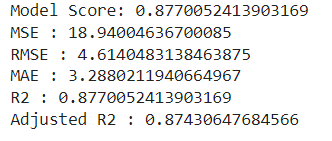 Model Score: 0.8770052413903169
MSE : 18.94004636700085
RMSE : 4.6140483138463875
MAE : 3.2880211940664967
R2 : 0.8770052413903169
Adjusted R2 : 0.87430647684566